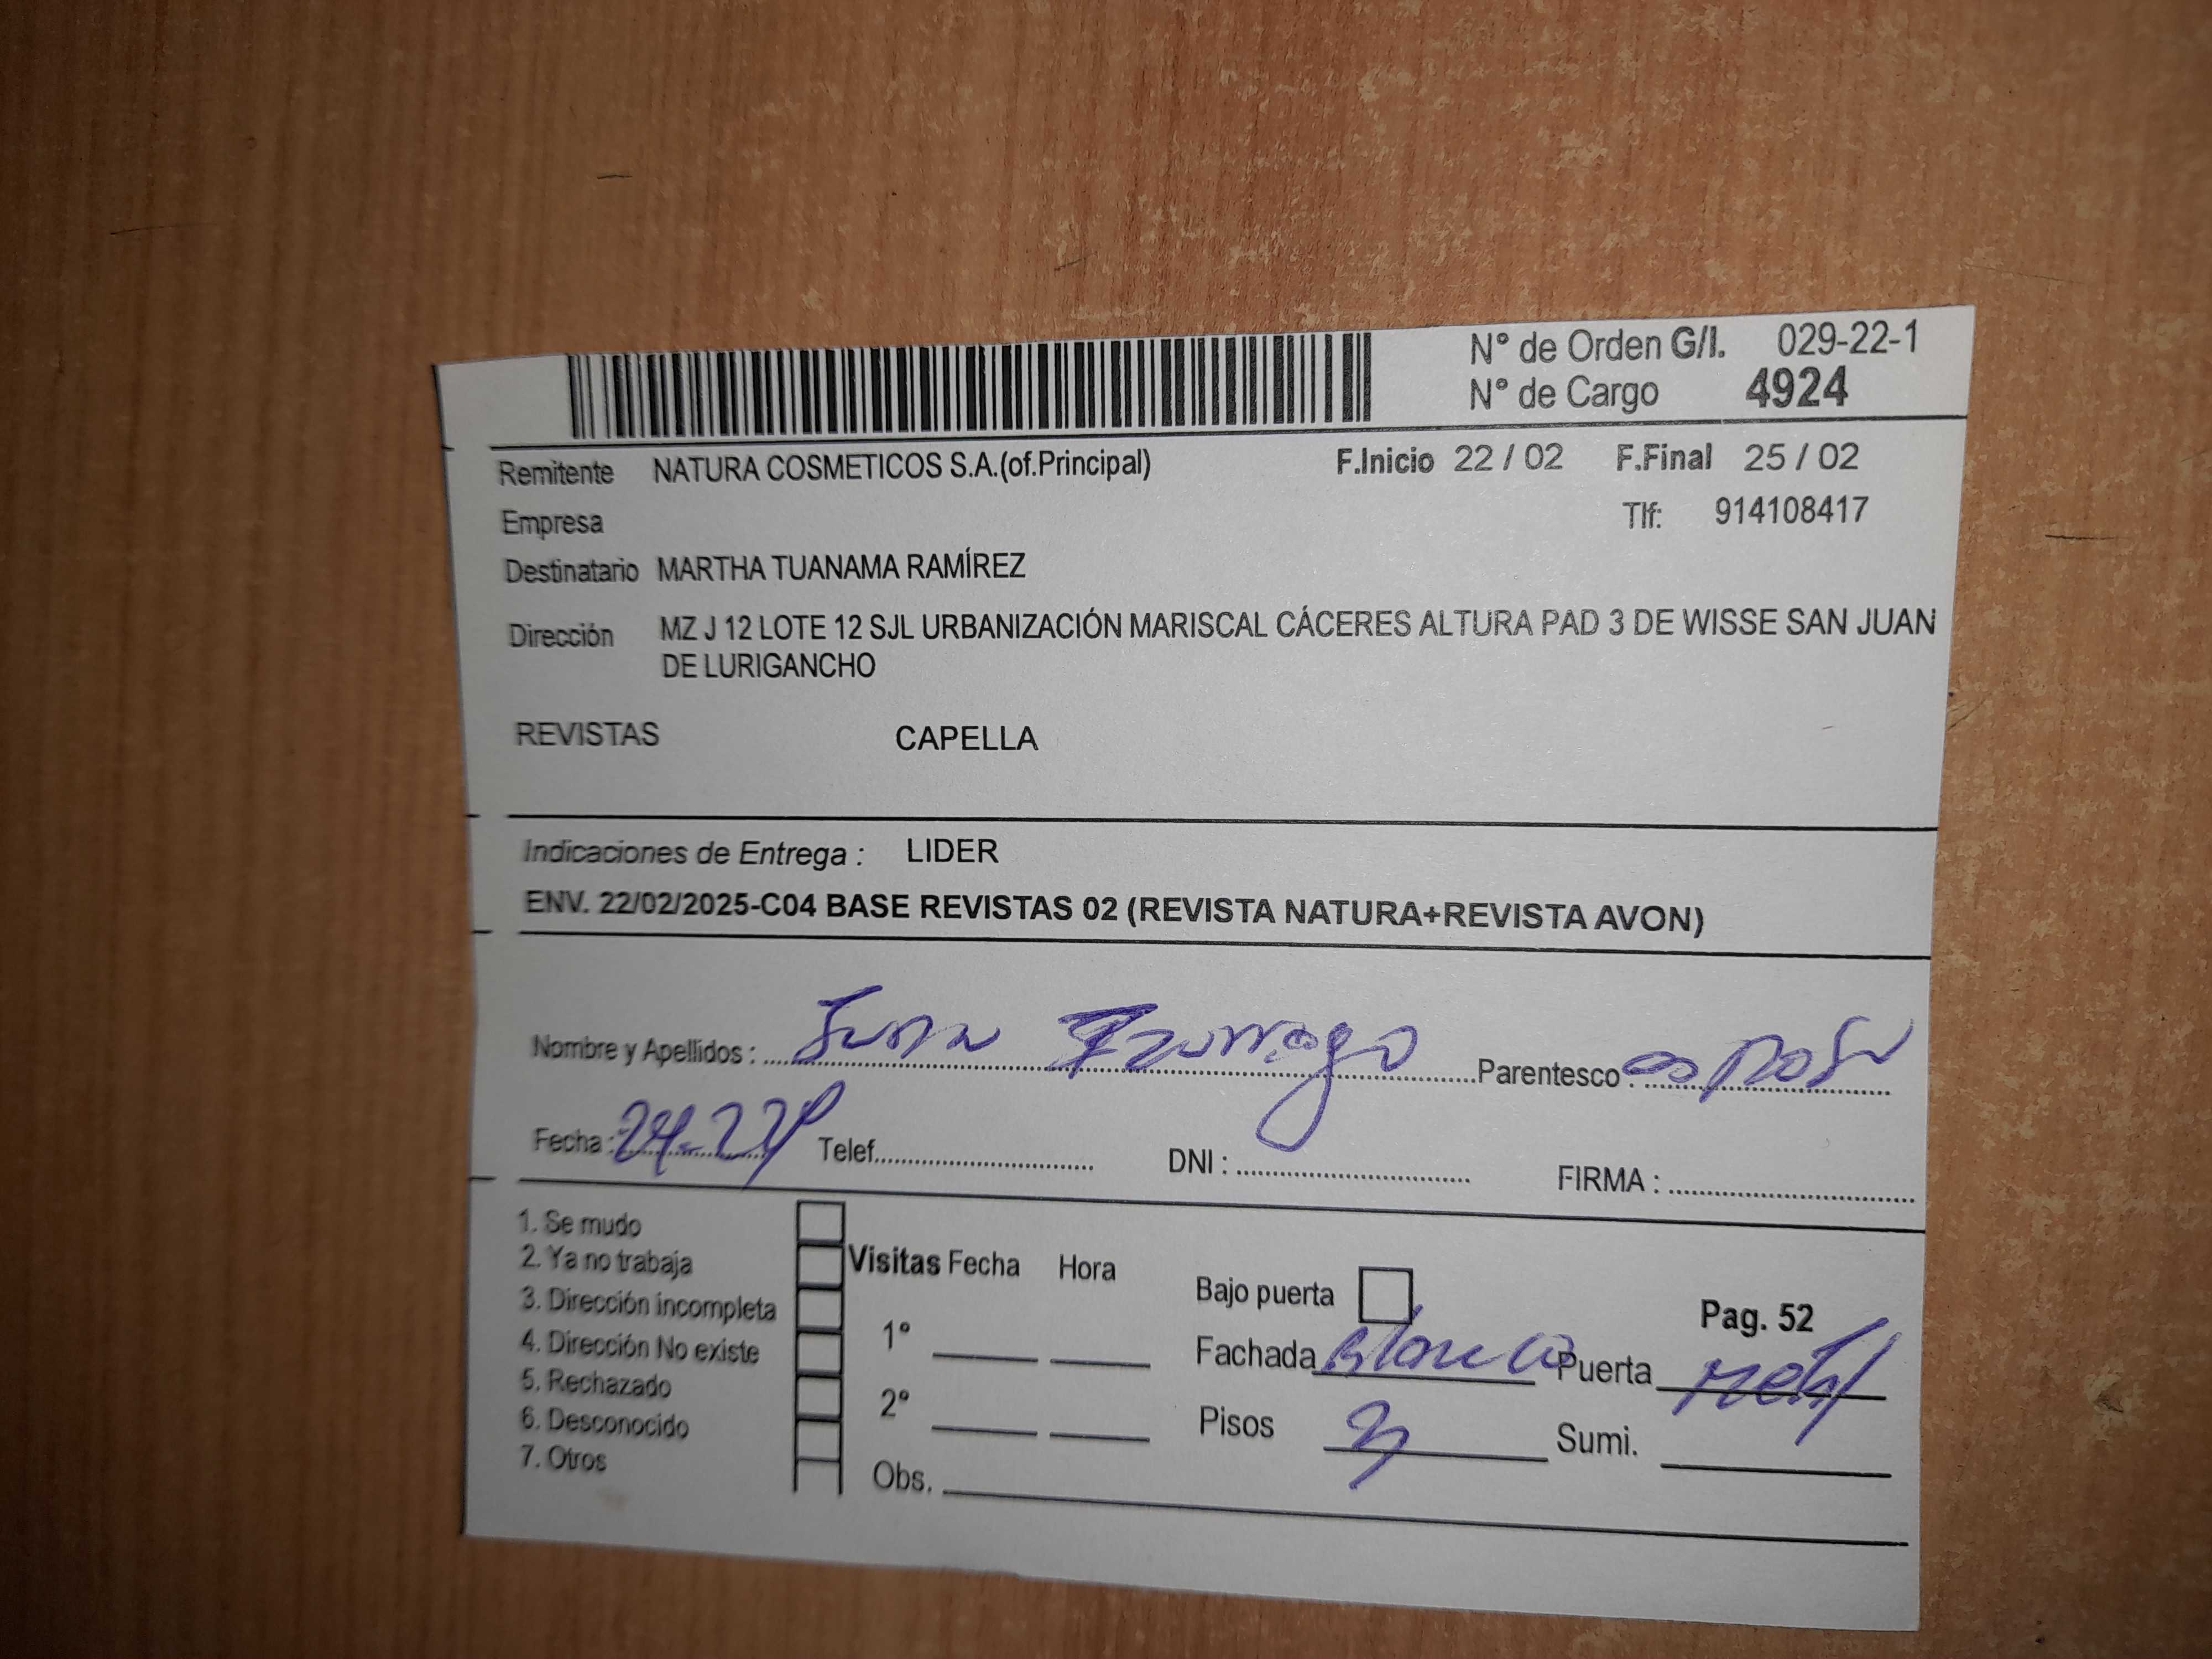 N° de Orden G/I. 029-22-1
N° de Cargo 4924
Remitente NATURA COSMETICOS S.A.(of.Principal) F.Inicio 22 / 02 F.Final 25 / 02
Empresa Tlf: 914108417
Destinatario MARTHA TUANAMA RAMÍREZ
Dirección MZ J 12 LOTE 12 SJL URBANIZACIÓN MARISCAL CÁCERES ALTURA PAD 3 DE WISSE SAN JUAN
DE LURIGANCHO
REVISTAS CAPELLA
Indicaciones de Entrega : LIDER
ENV. 22/02/2025-C04 BASE REVISTAS 02 (REVISTA NATURA+REVISTA AVON)
Nombre y Apellidos : Juan Parentesco : esposo
Fecha : Telef. DNI : FIRMA :
1. Se mudo
2. Ya no trabaja
3. Dirección incompleta
4. Dirección No existe
5. Rechazado
6. Desconocido
7. Otros
Visitas Fecha Hora
1°
2°
Obs.
Bajo puerta Pag. 52
Fachada Blanca Puerta metal
Pisos 3 Sumi.